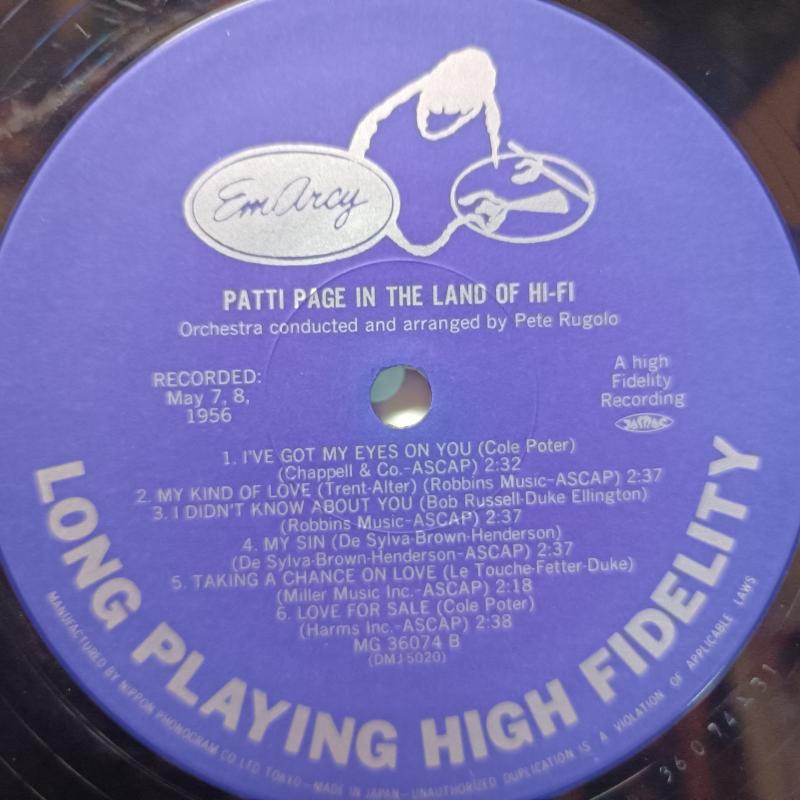 EmArcy
PATTI PAGE IN THE LAND OF HI-FI
Orchestra conducted and arranged by Pete Rugolo
RECORDED:
May 7, 8,
1956
A high
Fidelity
Recording
JASRAC
1. I'VE GOT MY EYES ON YOU (Cole Poter)
(Chappell & Co.-ASCAP) 2:32
2. MY KIND OF LOVE (Trent-Alter) (Robbins Music-ASCAP) 2:37
3. I DIDN'T KNOW ABOUT YOU (Bob Russell-Duke Ellington)
(Robbins Music-ASCAP) 2:37
4. MY SIN (De Sylva-Brown-Henderson)
(De Sylva-Brown-Henderson-ASCAP) 2:37
5. TAKING A CHANCE ON LOVE (Le Touche-Fetter-Duke)
(Miller Music Inc.-ASCAP) 2:18
6. LOVE FOR SALE (Cole Poter)
(Harms Inc.-ASCAP) 2:38
MG 36074 B
(DMJ 5020)
LONG PLAYING HIGH FIDELITY
MANUFACTURED BY NIPPON PHONOGRAM CO LTD. TOKYO-MADE IN JAPAN-UNAUTHORIZED DUPLICATION IS A VIOLATION OF APPLICABLE LAWS